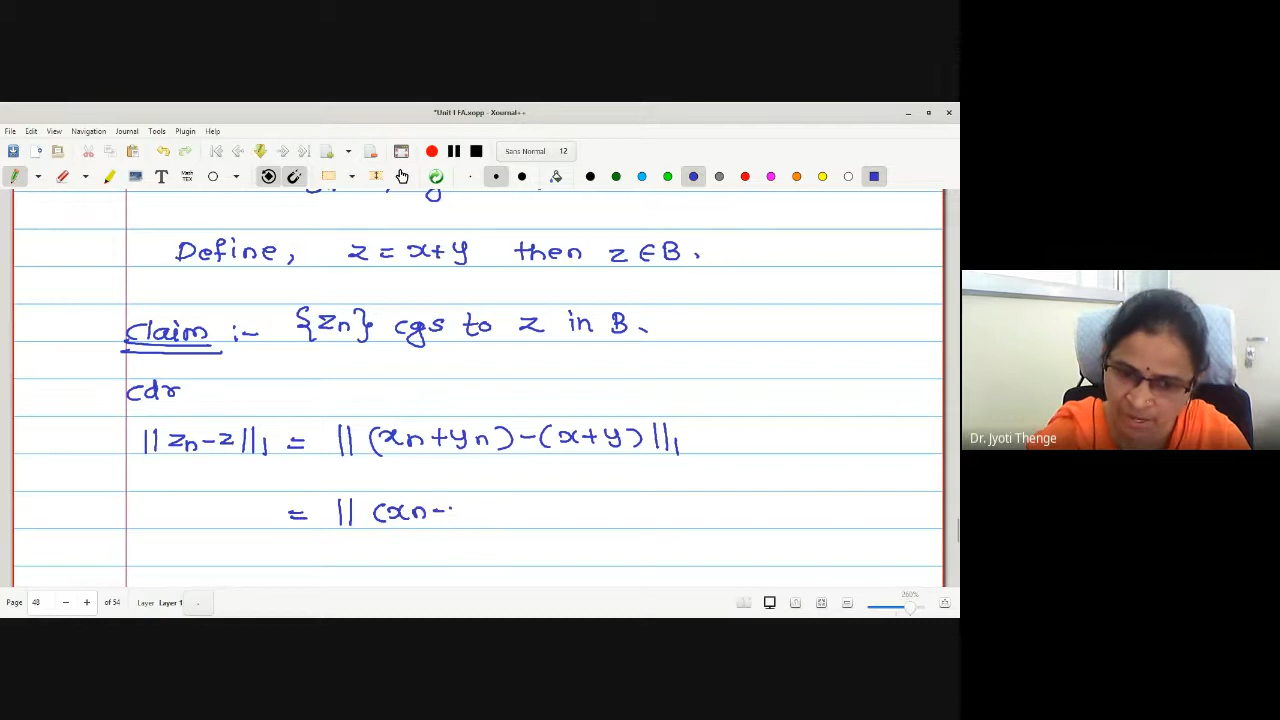 *Unit I FA.xopp - Xournal++
File Edit View Navigation Journal Tools Plugin Help
Sans Normal 12
Define, z = x+y then z ∈ B.
Claim :- {zn} cgs to z in B.
cdr
||zn-z||₁ = ||(xn+yn)-(x+y)||₁
= || (xn-
Dr. Jyoti Thenge
Page 48 of 54 Layer Layer 1 260%